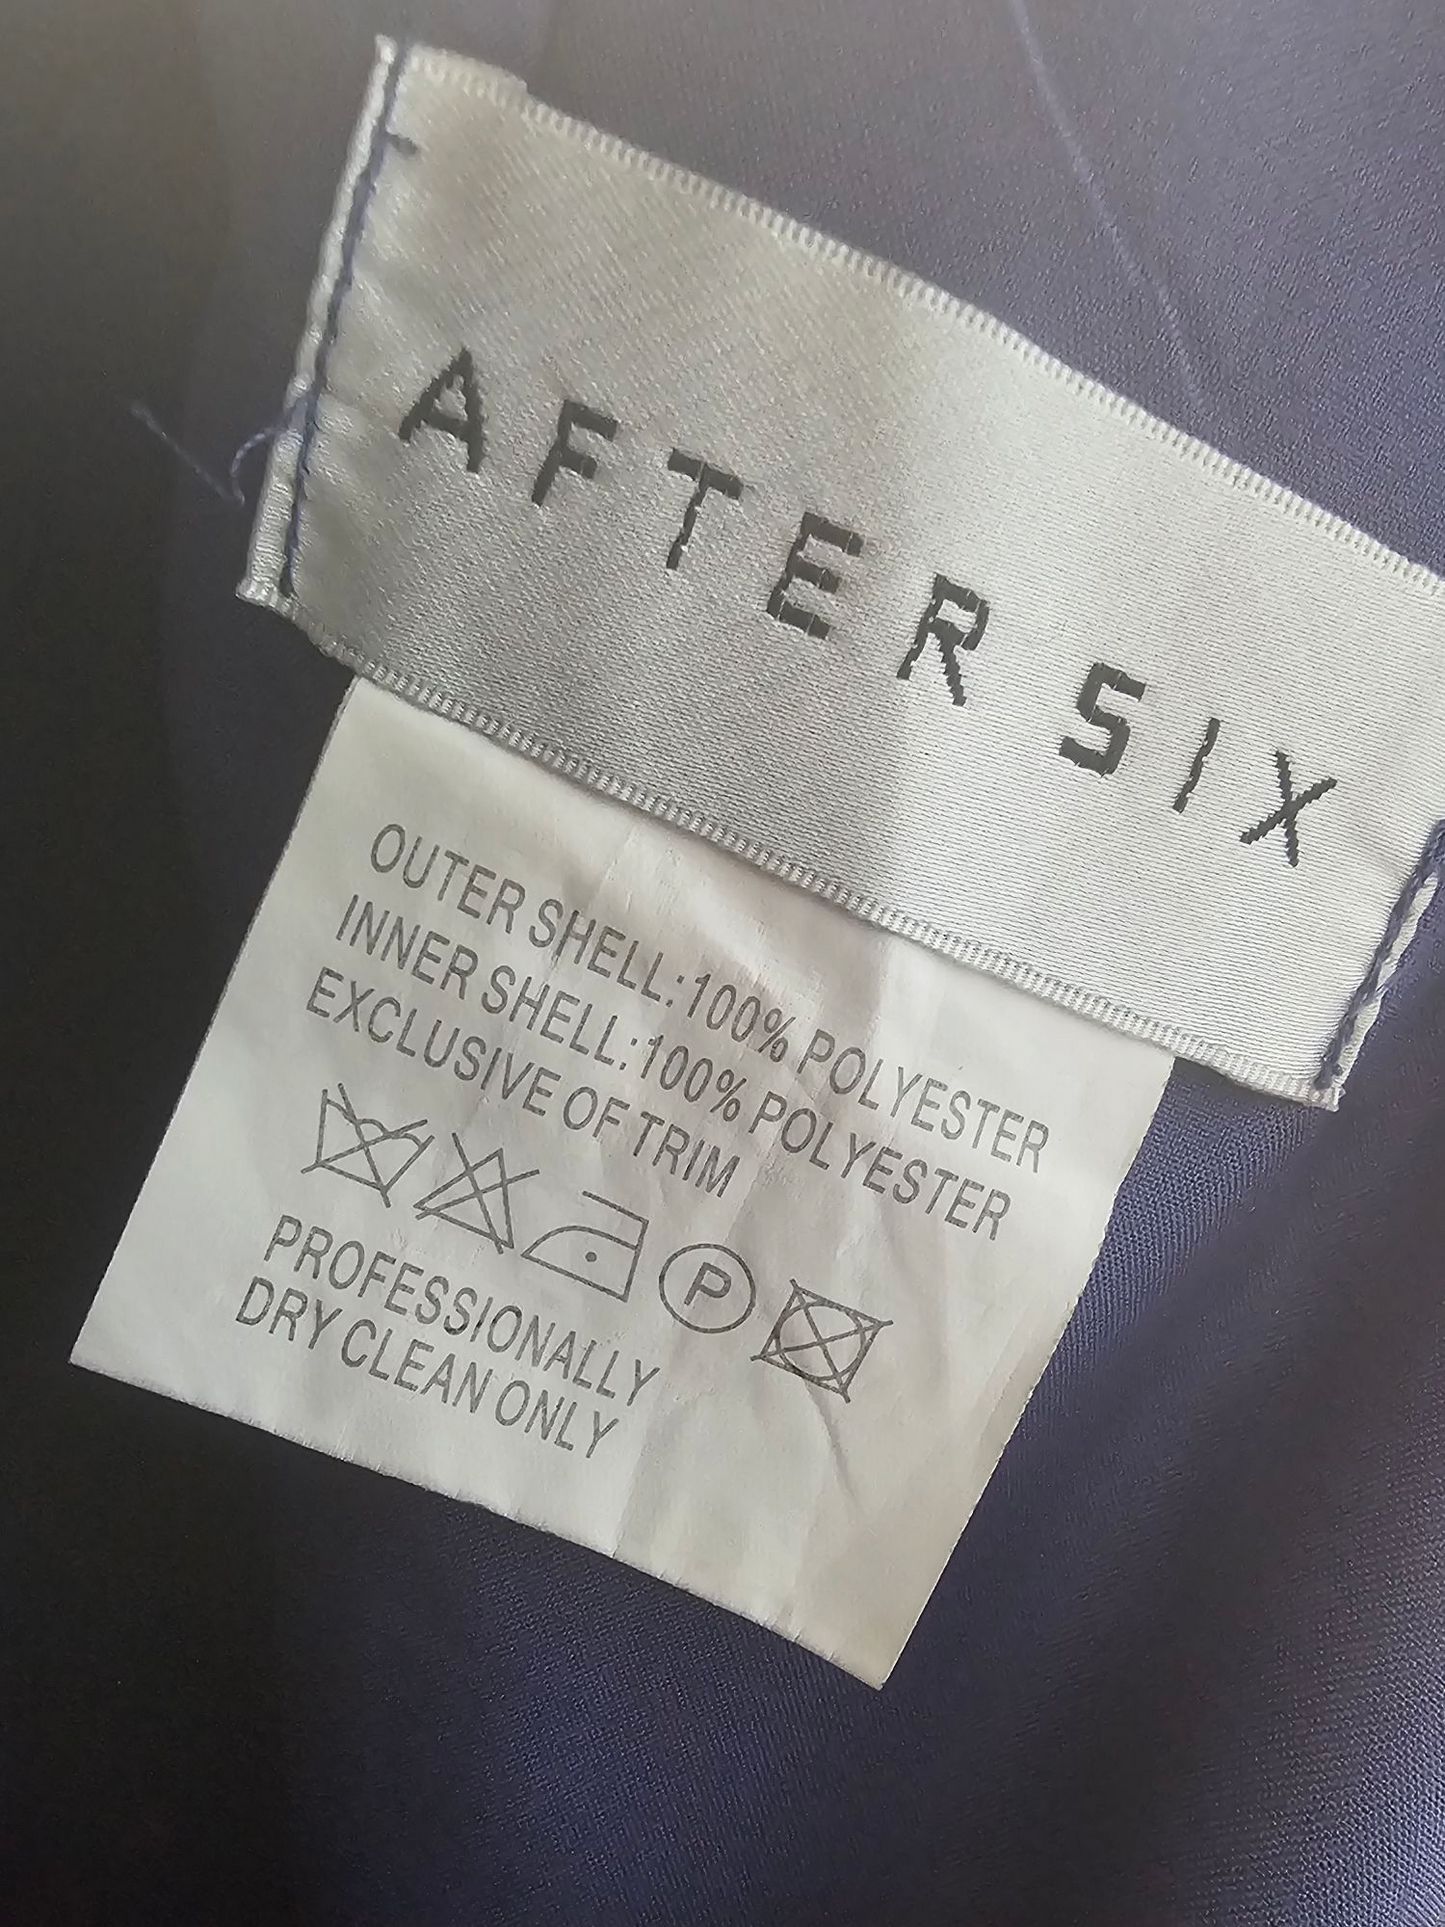 AFTER SIX
OUTER SHELL:100% POLYESTER
INNER SHELL:100% POLYESTER
EXCLUSIVE OF TRIM
P
PROFESSIONALLY
DRY CLEAN ONLY